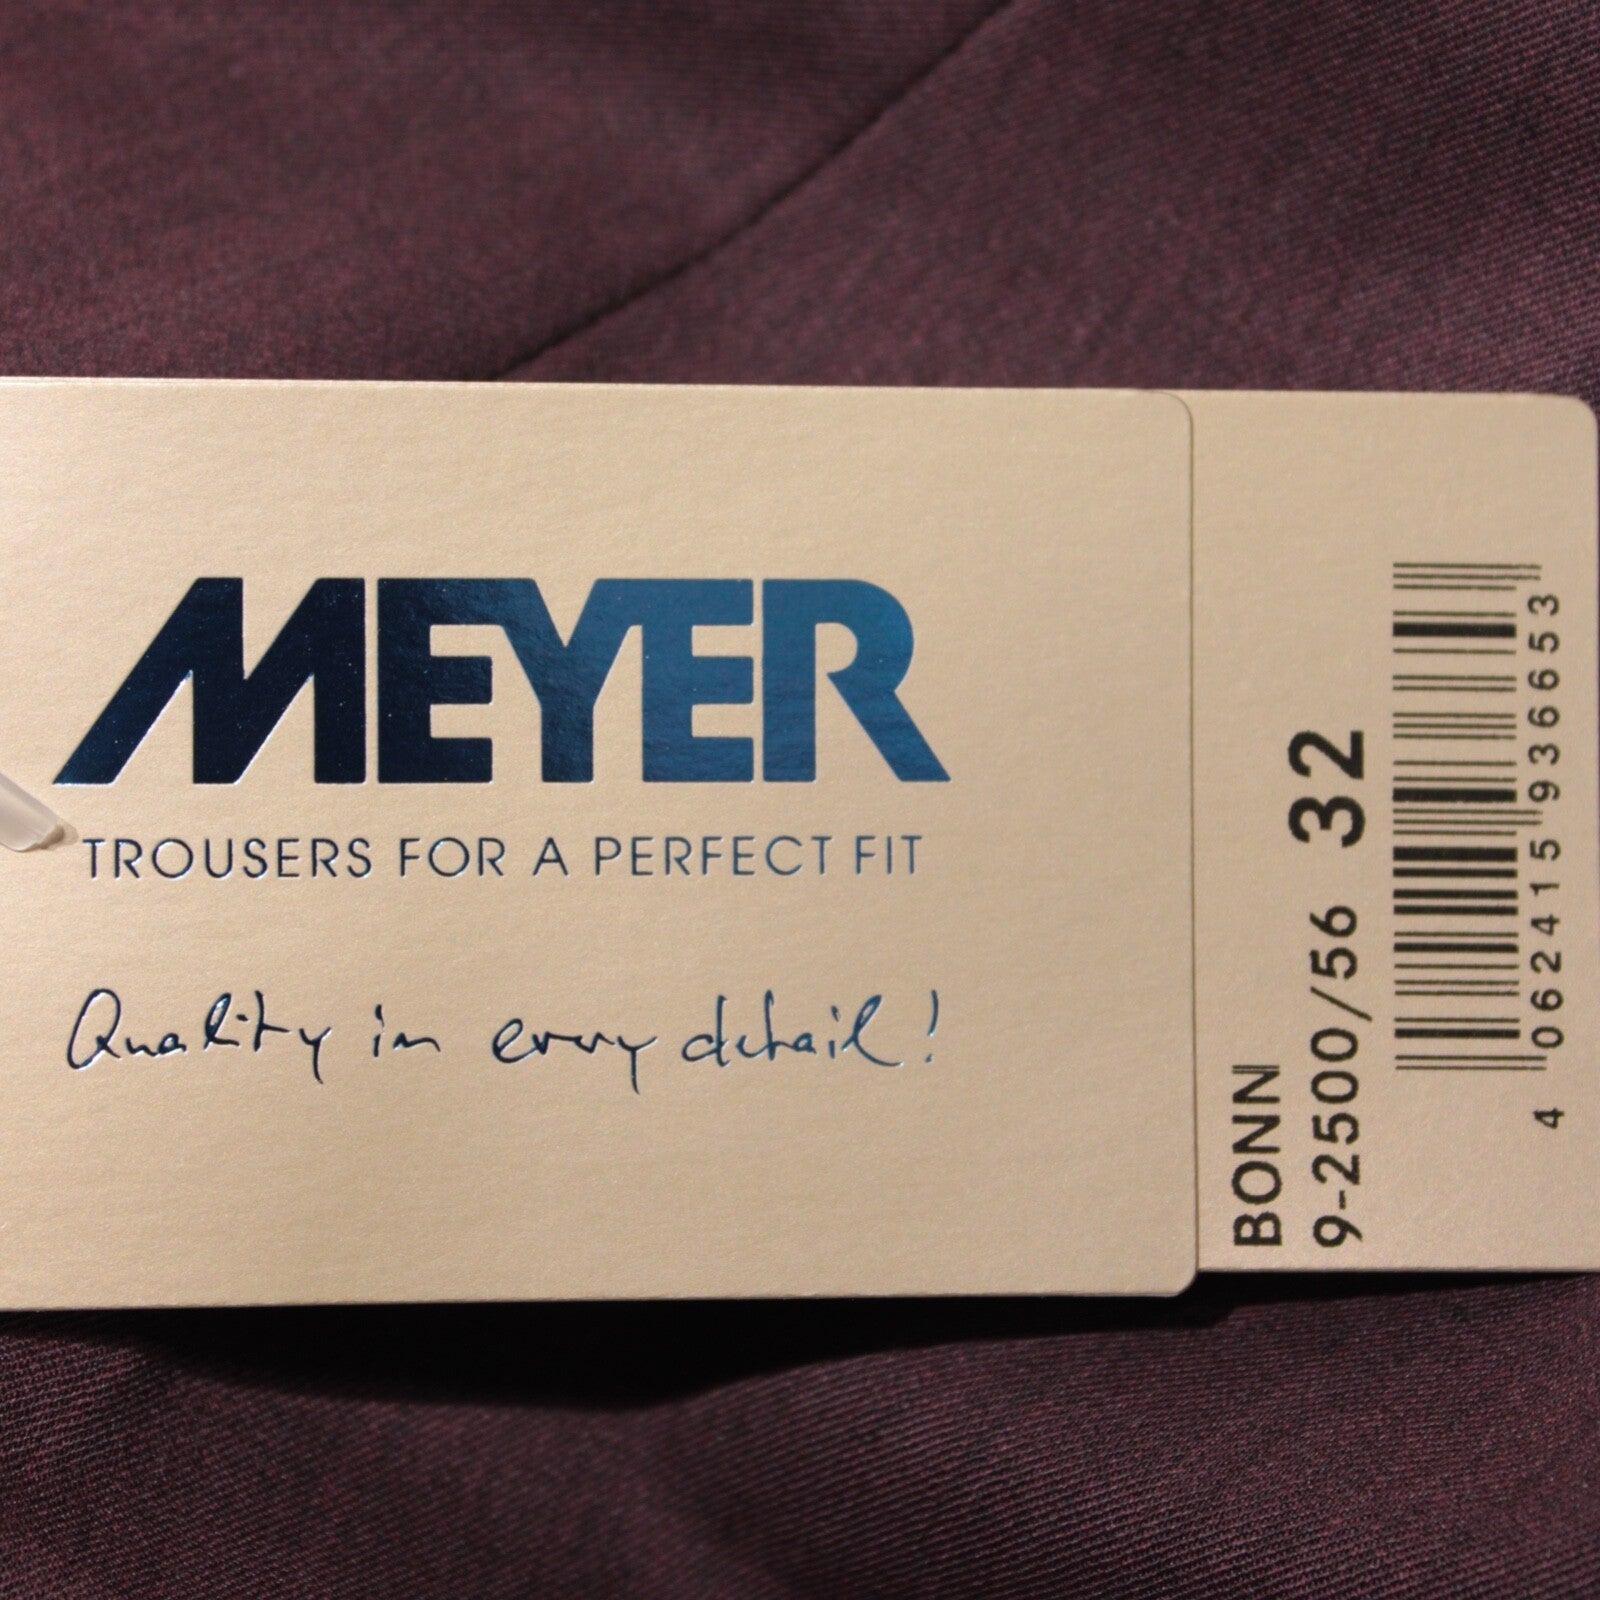 MEYER
TROUSERS FOR A PERFECT FIT
Quality in every detail!
BONN
9-2500/56 32
4 062415 936653